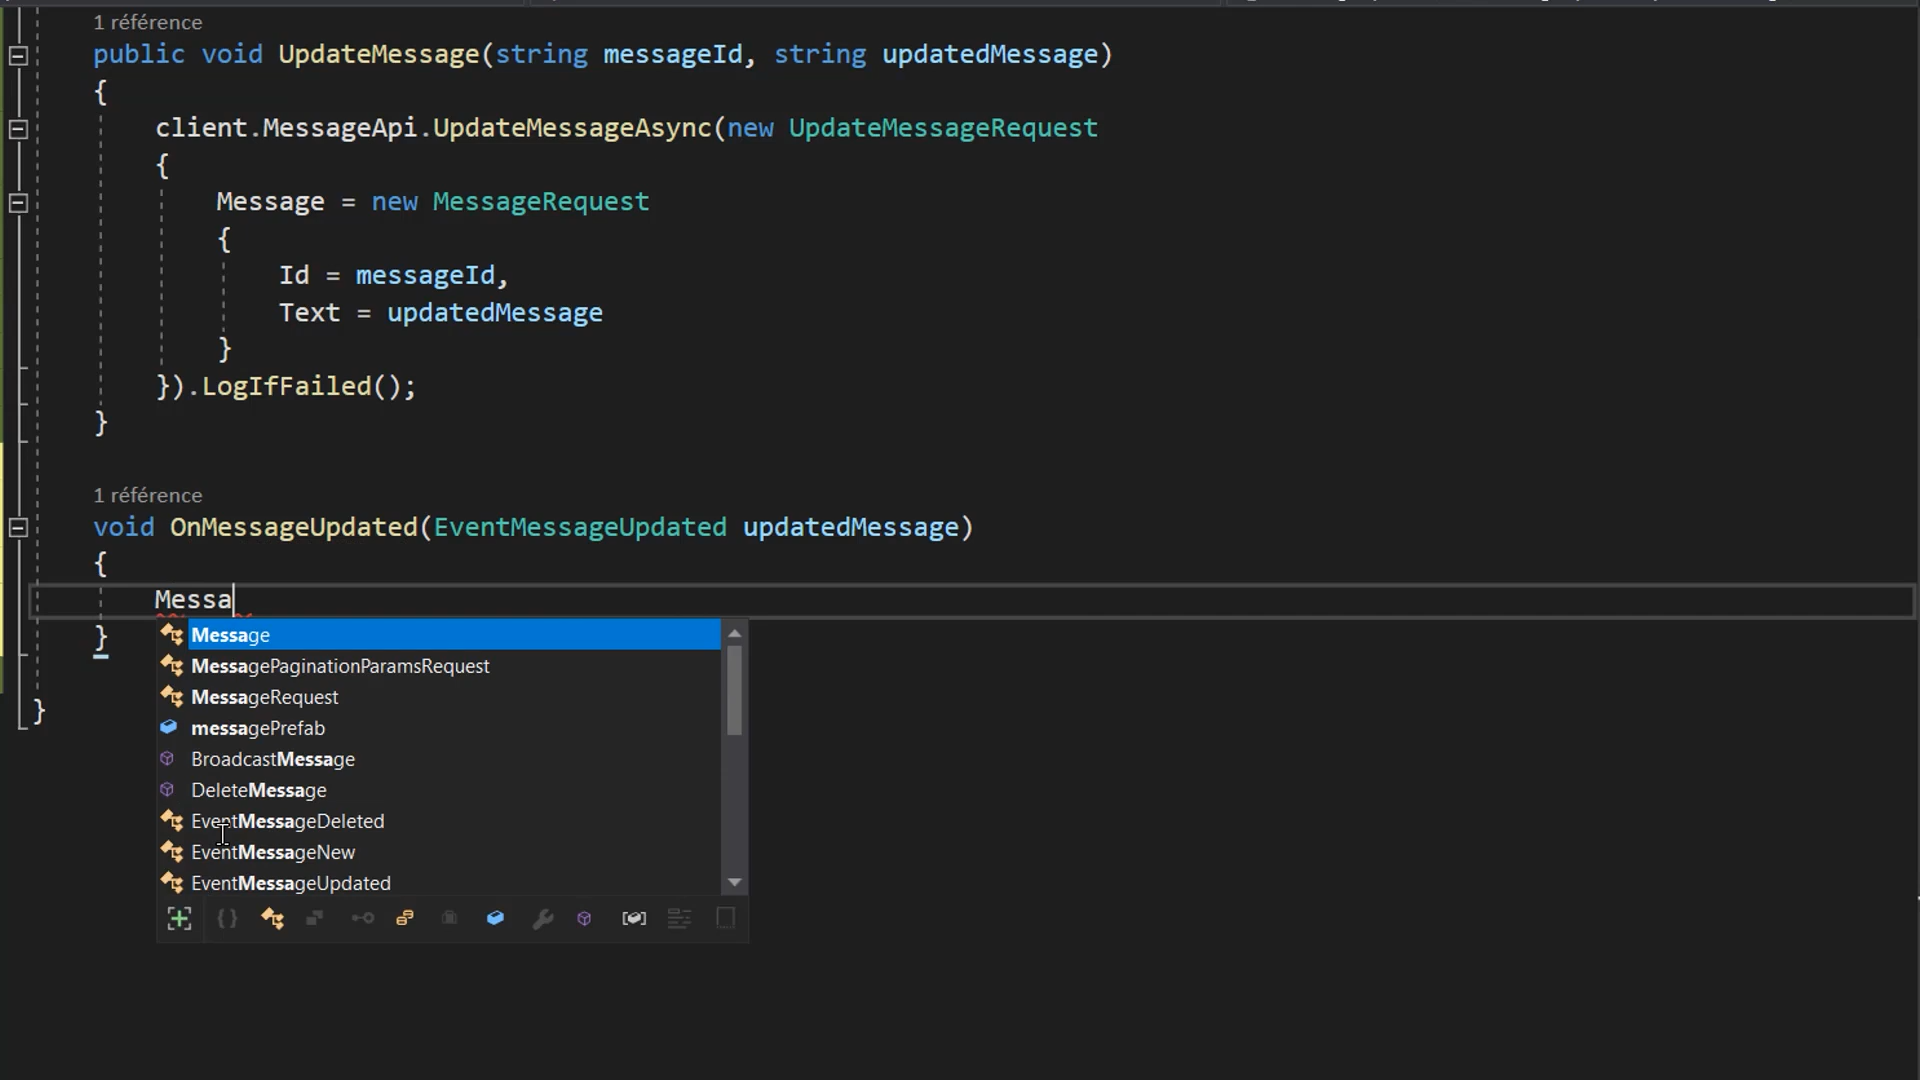 1 référence
public void UpdateMessage(string messageId, string updatedMessage)
{
client.MessageApi.UpdateMessageAsync(new UpdateMessageRequest
{
Message = new MessageRequest
{
Id = messageId,
Text = updatedMessage
}
}).LogIfFailed();
}
1 référence
void OnMessageUpdated(EventMessageUpdated updatedMessage)
{
Messa
}
Message
MessagePaginationParamsRequest
MessageRequest
messagePrefab
BroadcastMessage
DeleteMessage
EventMessageDeleted
EventMessageNew
EventMessageUpdated
}